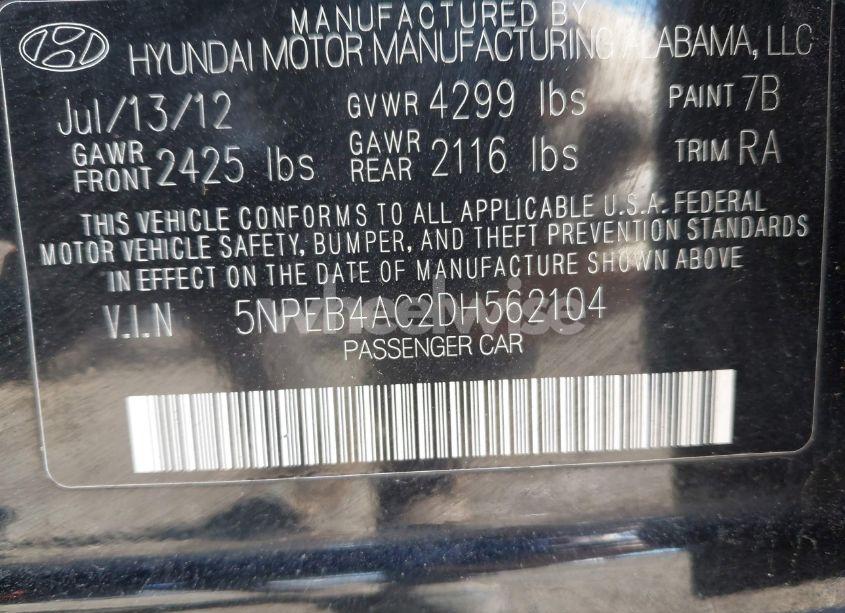 MANUFACTURED BY
HYUNDAI MOTOR MANUFACTURING ALABAMA, LLC
Jul/13/12 GVWR 4299 lbs PAINT 7B
GAWR FRONT 2425 lbs GAWR REAR 2116 lbs TRIM RA
THIS VEHICLE CONFORMS TO ALL APPLICABLE U.S.A. FEDERAL
MOTOR VEHICLE SAFETY, BUMPER, AND THEFT PREVENTION STANDARDS
IN EFFECT ON THE DATE OF MANUFACTURE SHOWN ABOVE
V.I.N 5NPEB4AC2DH562104
wheelwise
PASSENGER CAR